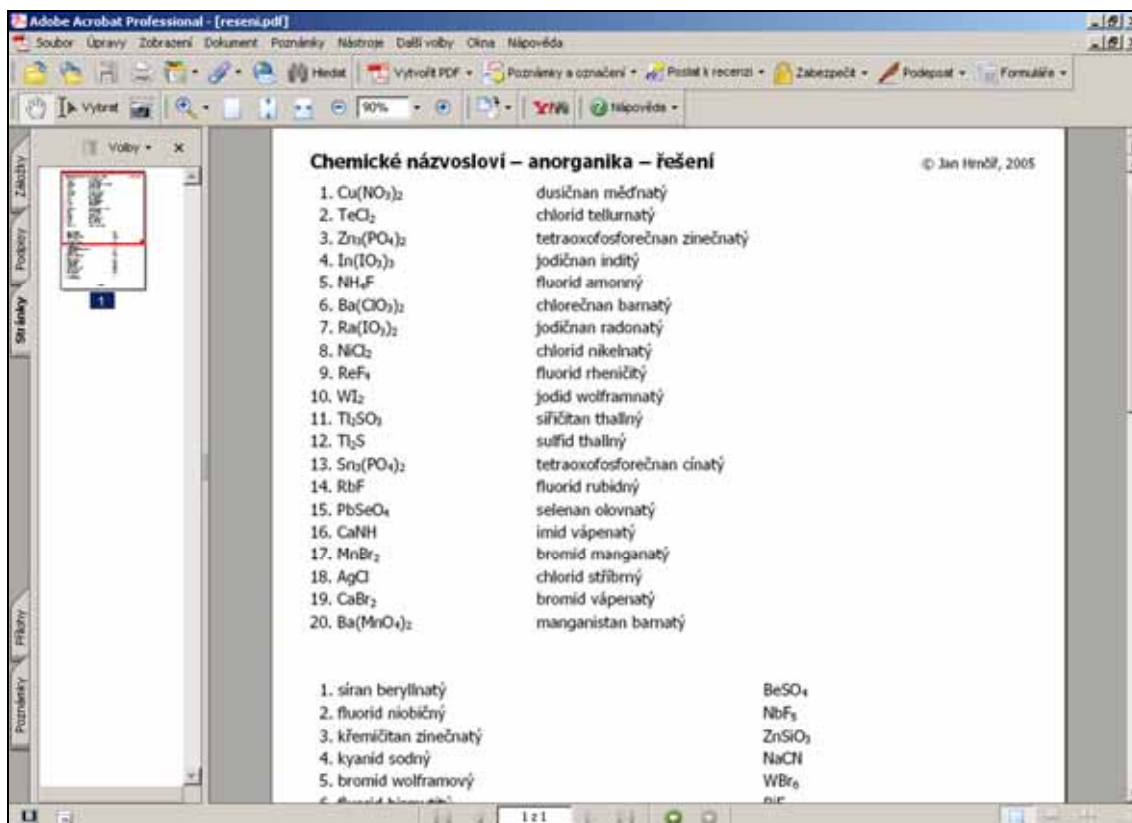 Adobe Acrobat Professional - [reseni.pdf]
Soubor Úpravy Zobrazení Dokument Poznámky Nástroje Další volby Okna Nápověda
Hledat Vytvořit PDF Poznámky a označení Poslat k recenzi Zabezpečit Podepsat Formuláře
Vybrat 90% Nápověda
Volby
Záložky
Podpisy
Stránky
Přílohy
Poznámky
1
Chemické názvosloví – anorganika – řešení © Jan Hrnčíř, 2005
1. Cu(NO₃)₂ dusičnan měďnatý
2. TeCl₂ chlorid tellurnatý
3. Zn₃(PO₄)₂ tetraoxofosforečnan zinečnatý
4. In(IO₃)₃ jodičnan inditý
5. NH₄F fluorid amonný
6. Ba(ClO₃)₂ chlorečnan barnatý
7. Ra(IO₃)₂ jodičnan radonatý
8. NiCl₂ chlorid nikelnatý
9. ReF₄ fluorid rheničitý
10. WI₂ jodid wolframnatý
11. Tl₂SO₃ siřičitan thallný
12. Tl₂S sulfid thallný
13. Sn₃(PO₄)₂ tetraoxofosforečnan cínatý
14. RbF fluorid rubidný
15. PbSeO₄ selenan olovnatý
16. CaNH imid vápenatý
17. MnBr₂ bromid manganatý
18. AgCl chlorid stříbrný
19. CaBr₂ bromid vápenatý
20. Ba(MnO₄)₂ manganistan barnatý
1. síran beryllnatý BeSO₄
2. fluorid niobičný NbF₅
3. křemičitan zinečnatý ZnSiO₃
4. kyanid sodný NaCN
5. bromid wolframový WBr₆
6. fluorid bismutitý
1 z 1